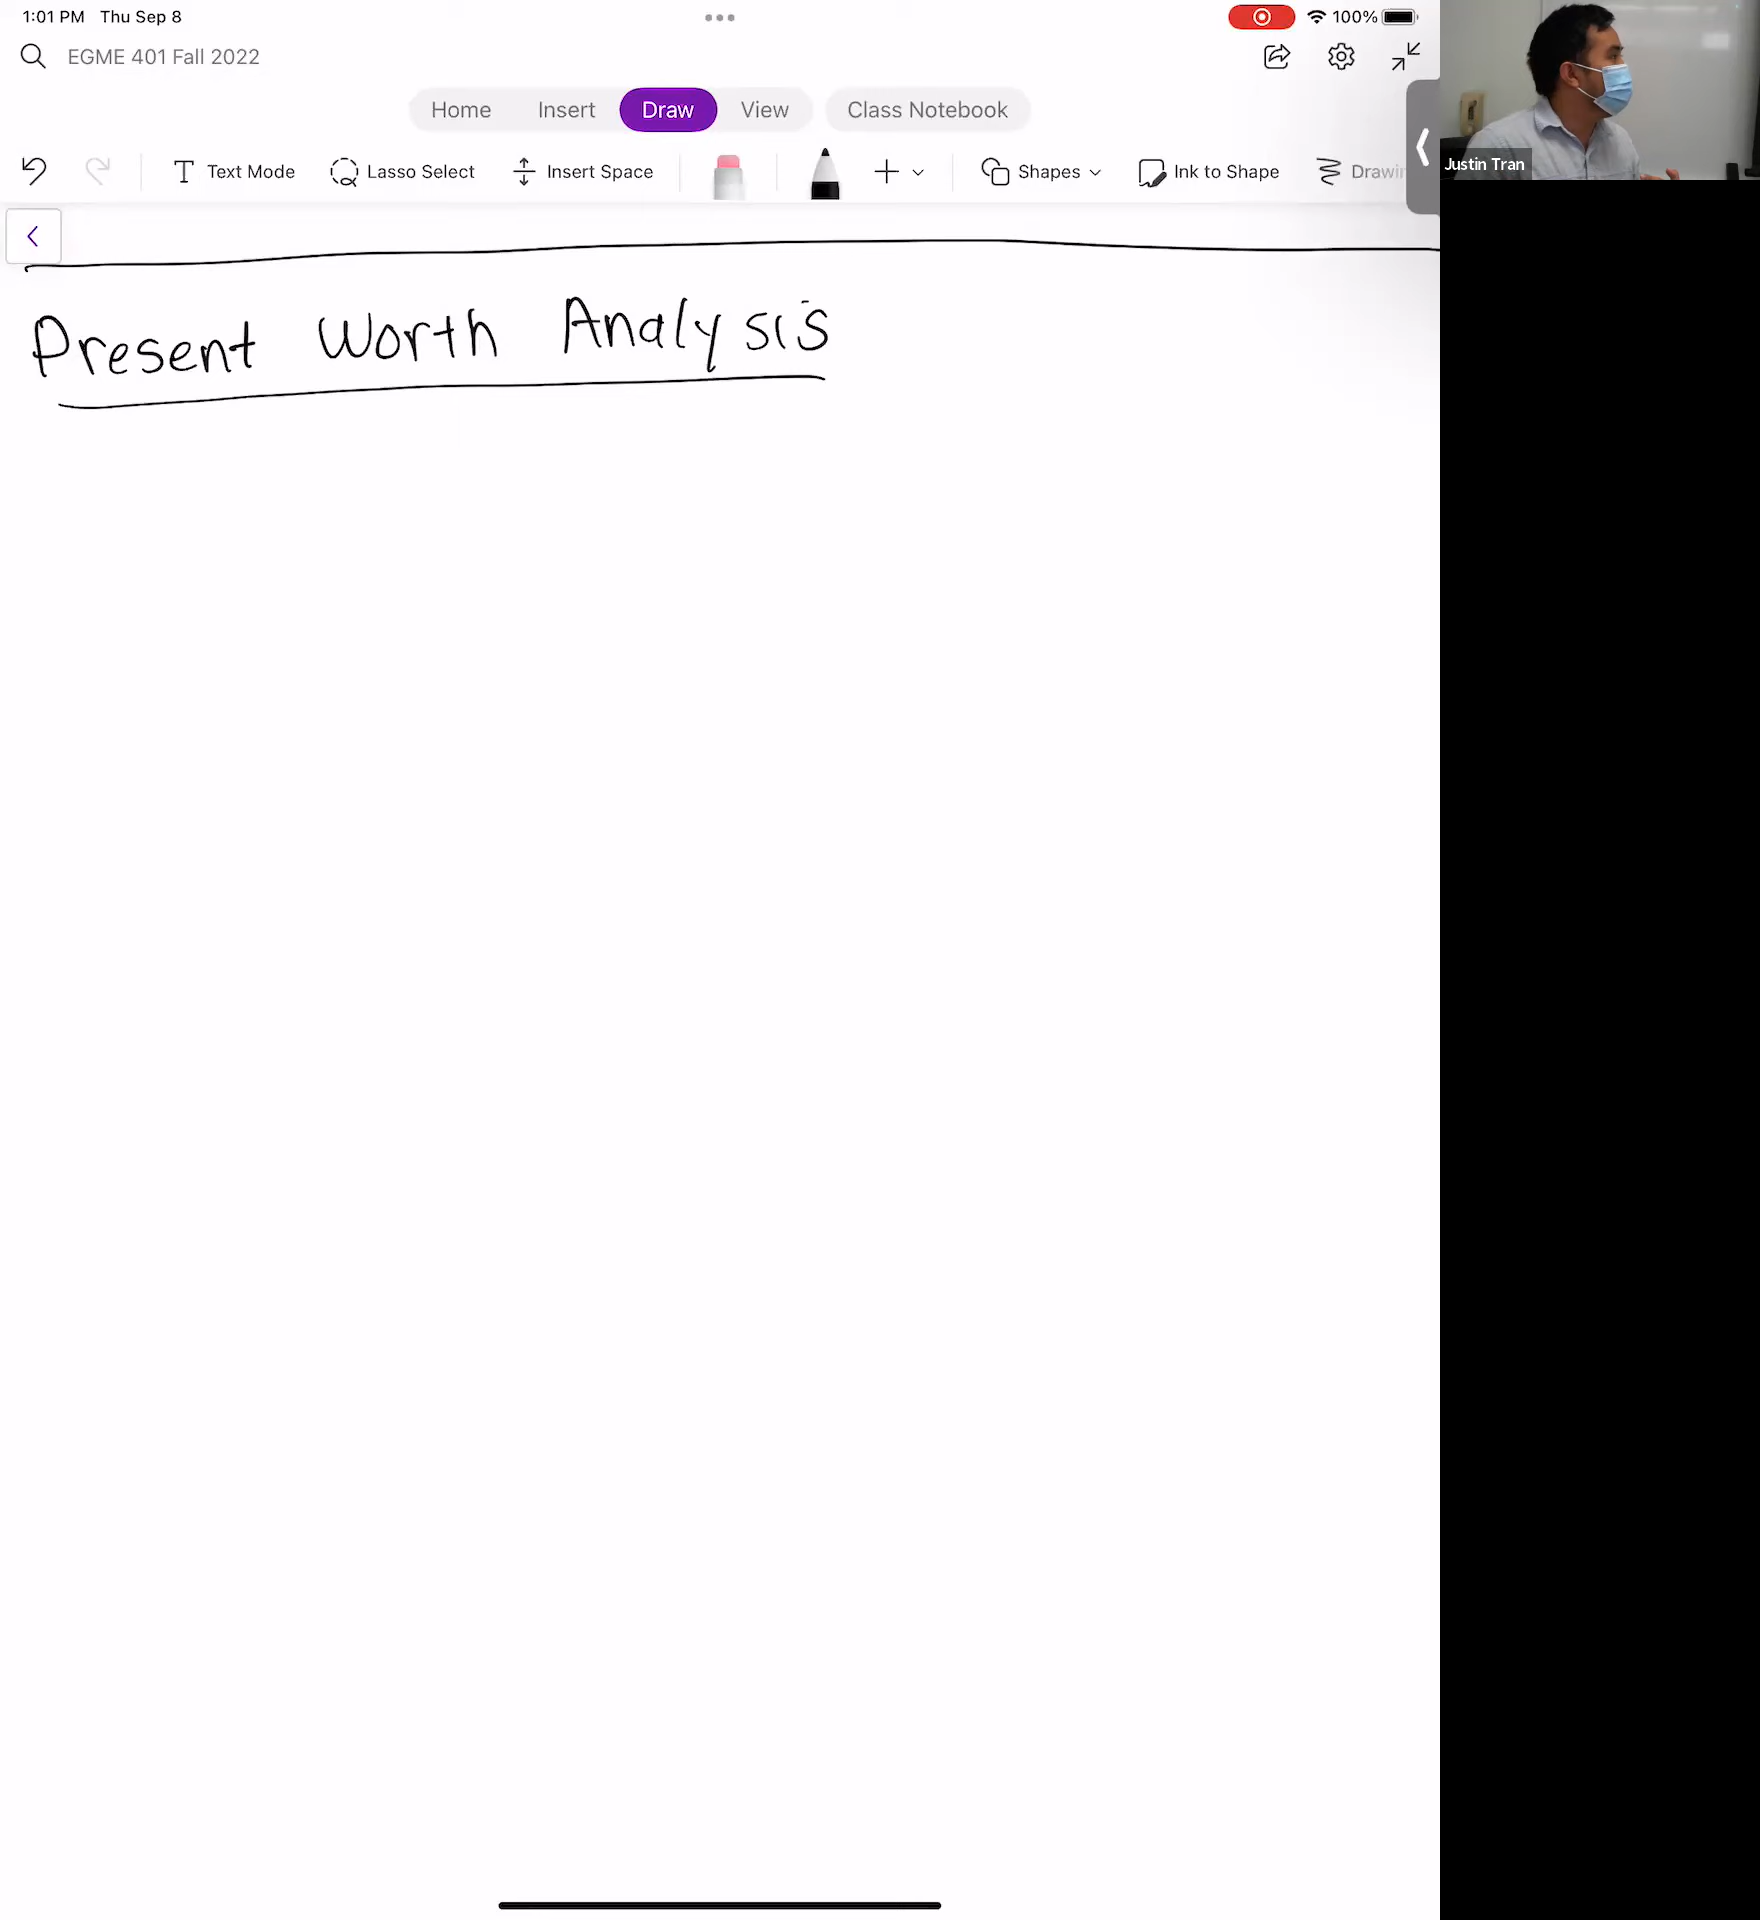 1:01 PM Thu Sep 8
100%
EGME 401 Fall 2022
Home Insert Draw View Class Notebook
Text Mode Lasso Select Insert Space Shapes Ink to Shape Drawi
Justin Tran
Present Worth Analysis